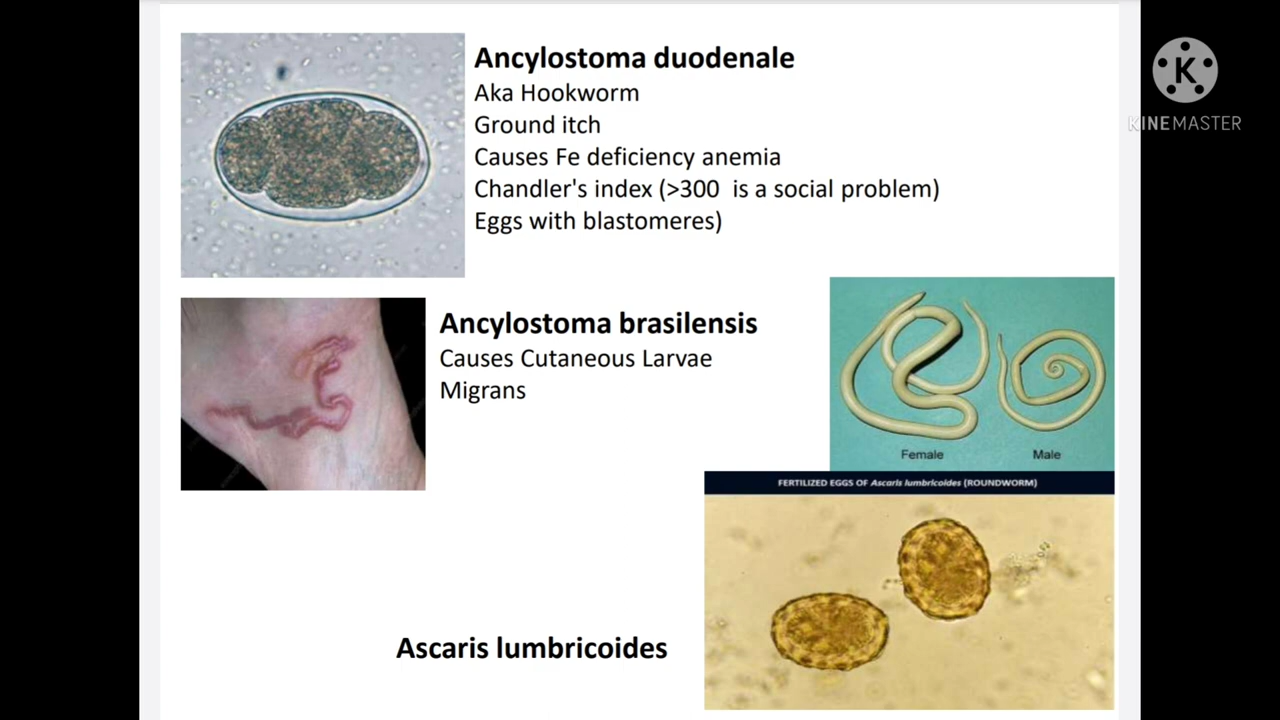 Ancylostoma duodenale
Aka Hookworm
Ground itch
Causes Fe deficiency anemia
Chandler's index (>300 is a social problem)
Eggs with blastomeres)
K
KINEMASTER
Ancylostoma brasilensis
Causes Cutaneous Larvae
Migrans
Female
Male
FERTILIZED EGGS OF Ascaris lumbricoides (ROUNDWORM)
Ascaris lumbricoides